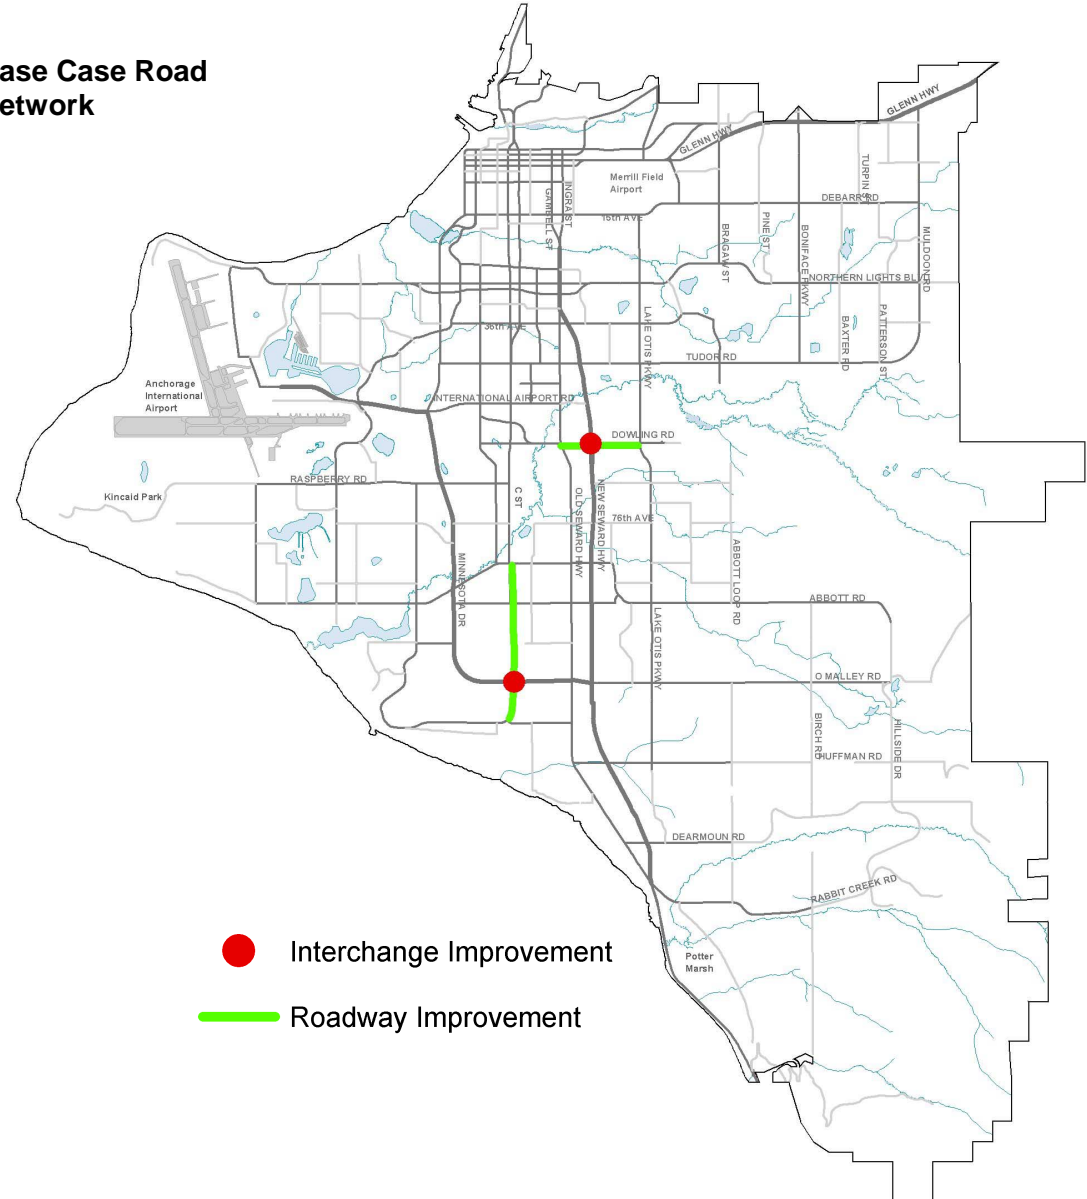 ase Case Road
etwork
GLENN HWY
GLENN HWY
Merrill Field
Airport
TURPIN ST
DEBARR RD
INGRA ST
GAMBELL ST
15th AVE
PINE ST
BRAGAW ST
BONIFACE PKWY
MULDOON RD
NORTHERN LIGHTS BLVD
LAKE OTIS PKWY
36th AVE
BAXTER RD
PATTERSON ST
TUDOR RD
Anchorage
International
Airport
INTERNATIONAL AIRPORT RD
DOWLING RD
RASPBERRY RD
Kincaid Park
C ST
OLD SEWARD HWY
NEW SEWARD HWY
76th AVE
MINNESOTA DR
ABBOTT LOOP RD
ABBOTT RD
LAKE OTIS PKWY
O MALLEY RD
BIRCH RD
HILLSIDE DR
HUFFMAN RD
DEARMOUN RD
RABBIT CREEK RD
Interchange Improvement
Potter
Marsh
Roadway Improvement